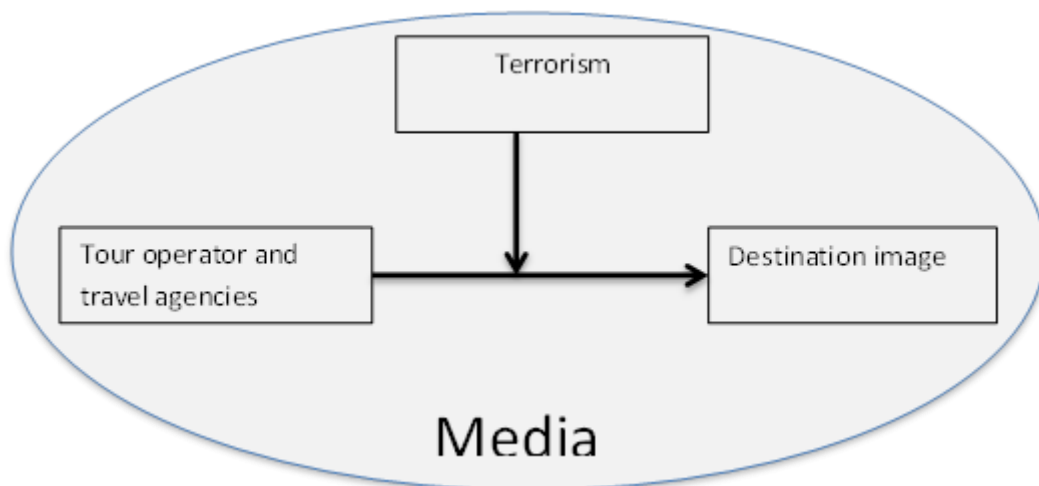 Terrorism
Tour operator and
travel agencies
Destination image
Media